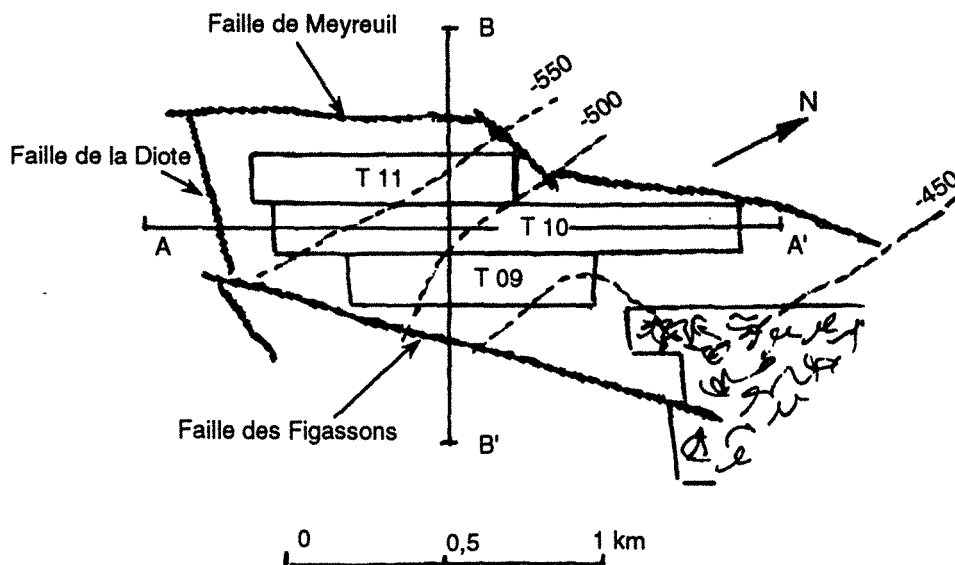 Faille de Meyreuil
B
-550
-500
N
Faille de la Diote
T 11
-450
A
T 10
A'
T 09
Faille des Figassons
B'
0 0,5 1 km